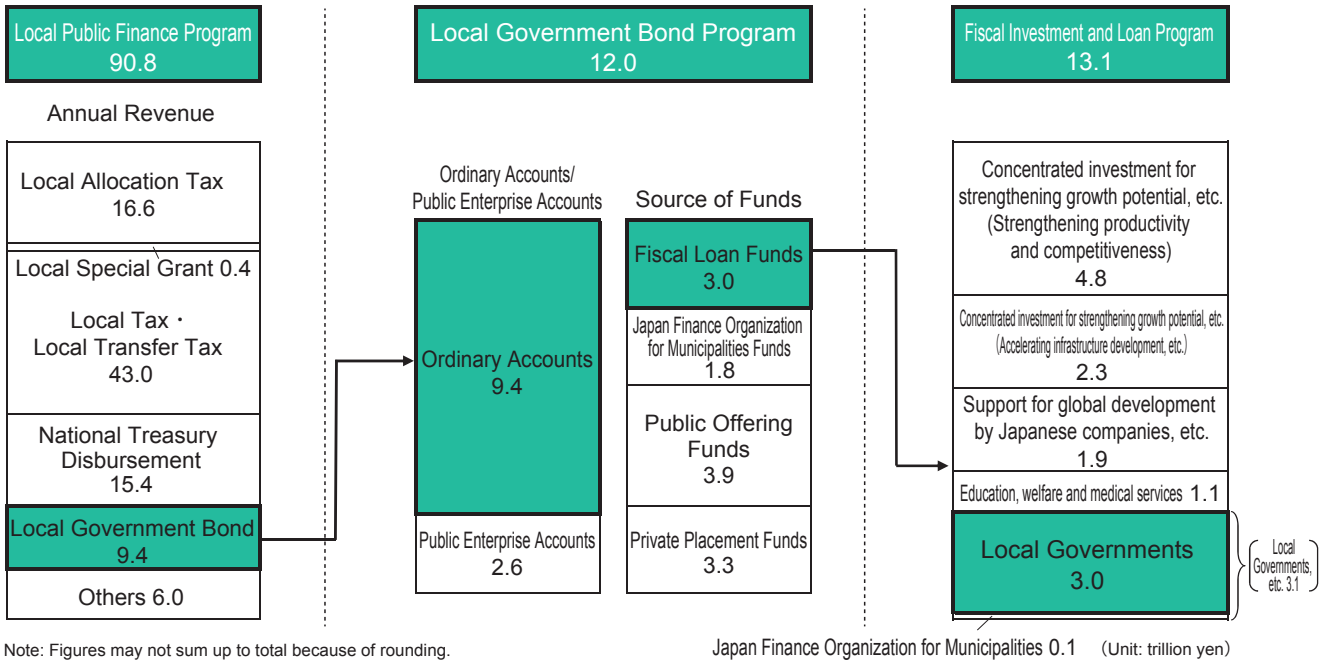 Local Public Finance Program
90.8
Annual Revenue
Local Allocation Tax
16.6
Local Special Grant 0.4
Local Tax・
Local Transfer Tax
43.0
National Treasury
Disbursement
15.4
Local Government Bond
9.4
Others 6.0
Local Government Bond Program
12.0
Ordinary Accounts/
Public Enterprise Accounts
Ordinary Accounts
9.4
Public Enterprise Accounts
2.6
Source of Funds
Fiscal Loan Funds
3.0
Japan Finance Organization
for Municipalities Funds
1.8
Public Offering
Funds
3.9
Private Placement Funds
3.3
Fiscal Investment and Loan Program
13.1
Concentrated investment for
strengthening growth potential, etc.
(Strengthening productivity
and competitiveness)
4.8
Concentrated investment for strengthening growth potential, etc.
(Accelerating infrastructure development, etc.)
2.3
Support for global development
by Japanese companies, etc.
1.9
Education, welfare and medical services 1.1
Local Governments
3.0
Local
Governments,
etc. 3.1
Japan Finance Organization for Municipalities 0.1 (Unit: trillion yen)
Note: Figures may not sum up to total because of rounding.